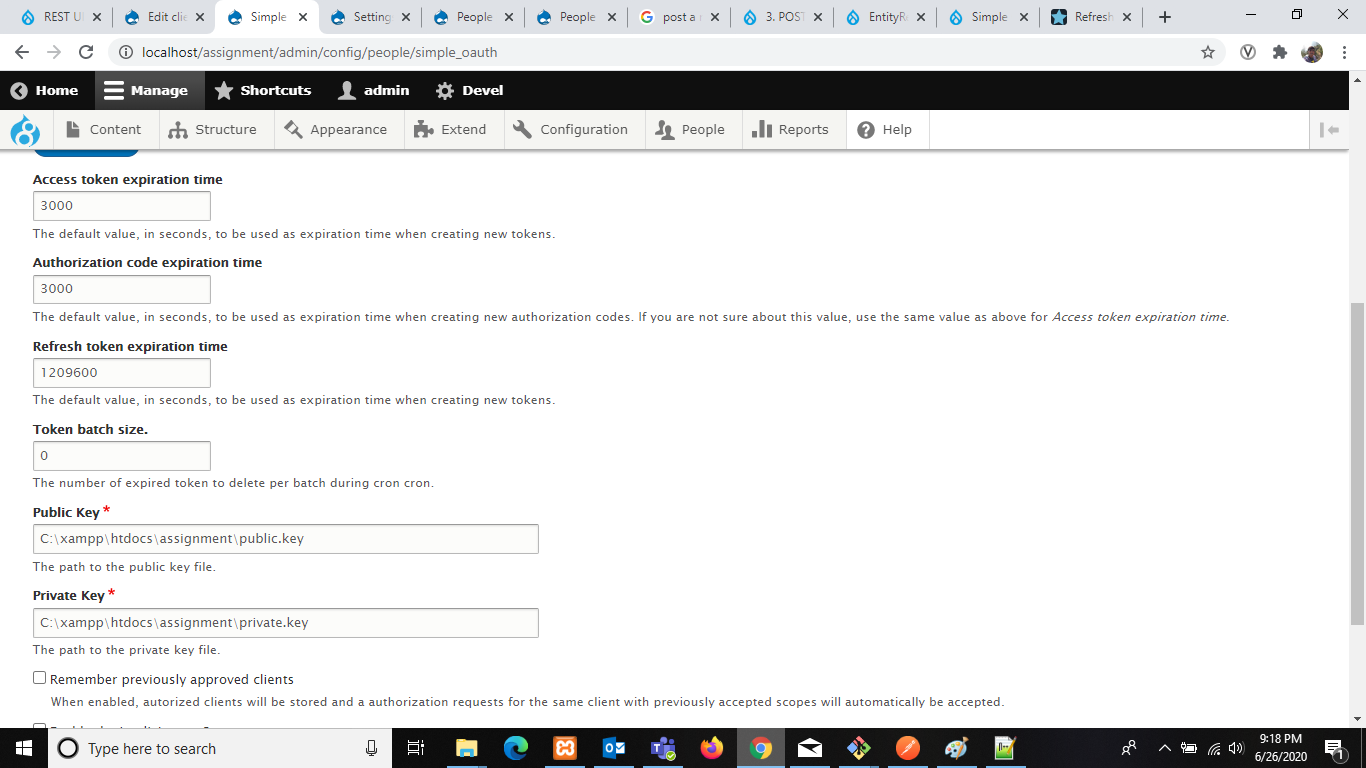 REST U
Edit clie
Simple
Setting
People
People
post a r
3. POST
EntityR
Simple
Refresh
localhost/assignment/admin/config/people/simple_oauth
Home
Manage
Shortcuts
admin
Devel
Content
Structure
Appearance
Extend
Configuration
People
Reports
Help
Access token expiration time
3000
The default value, in seconds, to be used as expiration time when creating new tokens.
Authorization code expiration time
3000
The default value, in seconds, to be used as expiration time when creating new authorization codes. If you are not sure about this value, use the same value as above for Access token expiration time.
Refresh token expiration time
1209600
The default value, in seconds, to be used as expiration time when creating new tokens.
Token batch size.
0
The number of expired token to delete per batch during cron cron.
Public Key *
C:\xampp\htdocs\assignment\public.key
The path to the public key file.
Private Key *
C:\xampp\htdocs\assignment\private.key
The path to the private key file.
Remember previously approved clients
When enabled, autorized clients will be stored and a authorization requests for the same client with previously accepted scopes will automatically be accepted.
Type here to search
9:18 PM
6/26/2020
1